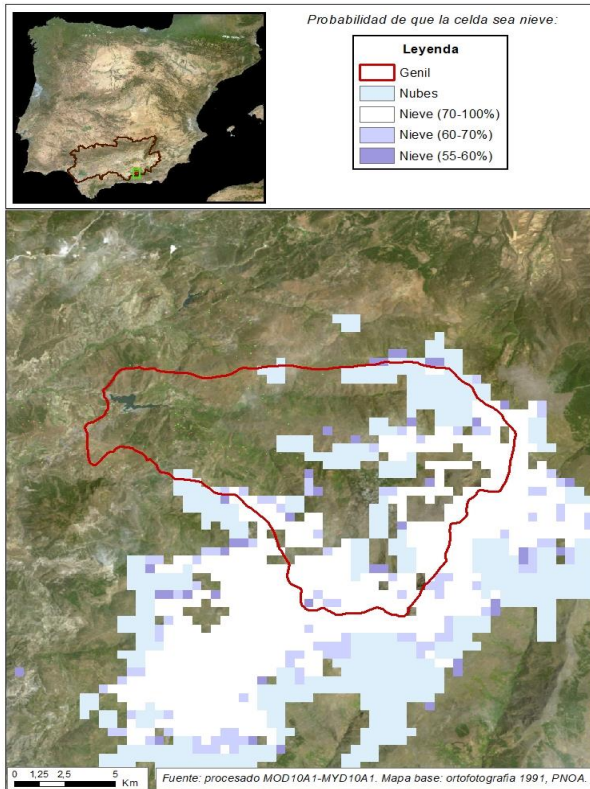 Probabilidad de que la celda sea nieve:
Leyenda
Genil
Nubes
Nieve (70-100%)
Nieve (60-70%)
Nieve (55-60%)
0 1,25 2,5 5
Km
Fuente: procesado MOD10A1-MYD10A1. Mapa base: ortofotografia 1991, PNOA.